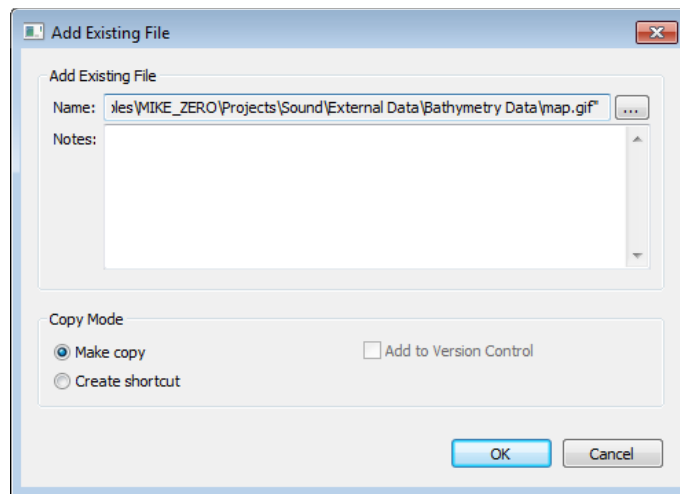 Add Existing File
Add Existing File
Name: \MIKE_ZERO\Projects\Sound\External Data\Bathymetry Data\map.gif" ...
Notes:
Copy Mode
Make copy Add to Version Control
Create shortcut
OK Cancel